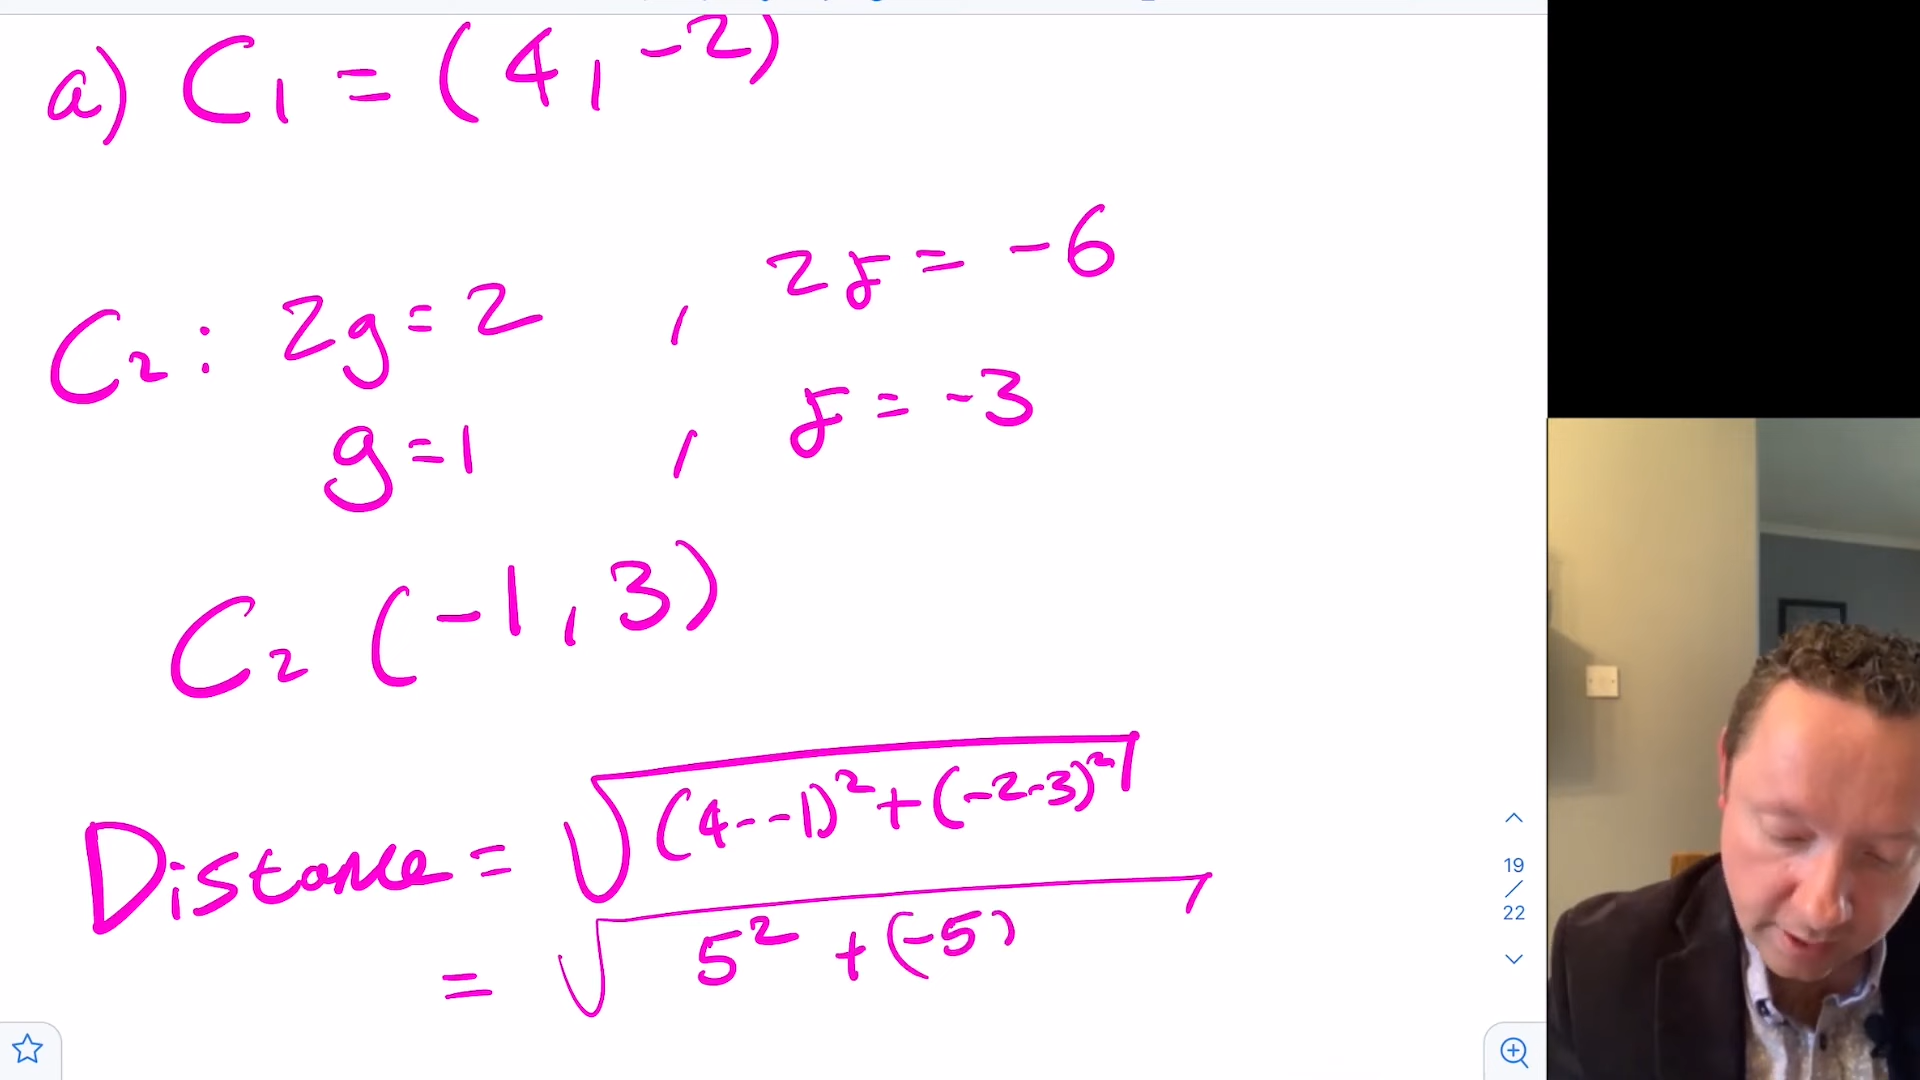 a) C₁ = (4, -2)
C₂ : 2g = 2 , 2f = -6
g = 1 , f = -3
C₂ (-1, 3)
Distance = √(4--1)² + (-2-3)²
= √5² + (-5)
19
/
22